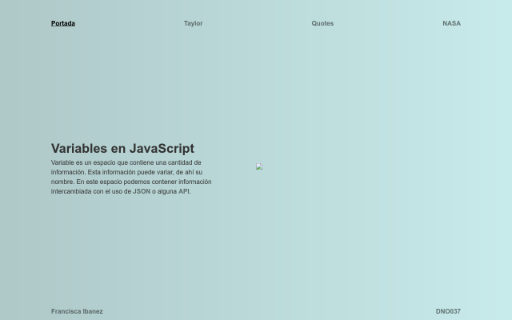 Portada
Taylor
Quotes
NASA
Variables en JavaScript
Variable es un espacio que contiene una cantidad de
información. Esta información puede variar, de ahí su
nombre. En este espacio podemos contener información
intercambiada con el uso de JSON o alguna API.
Francisca Ibanez
DNO037